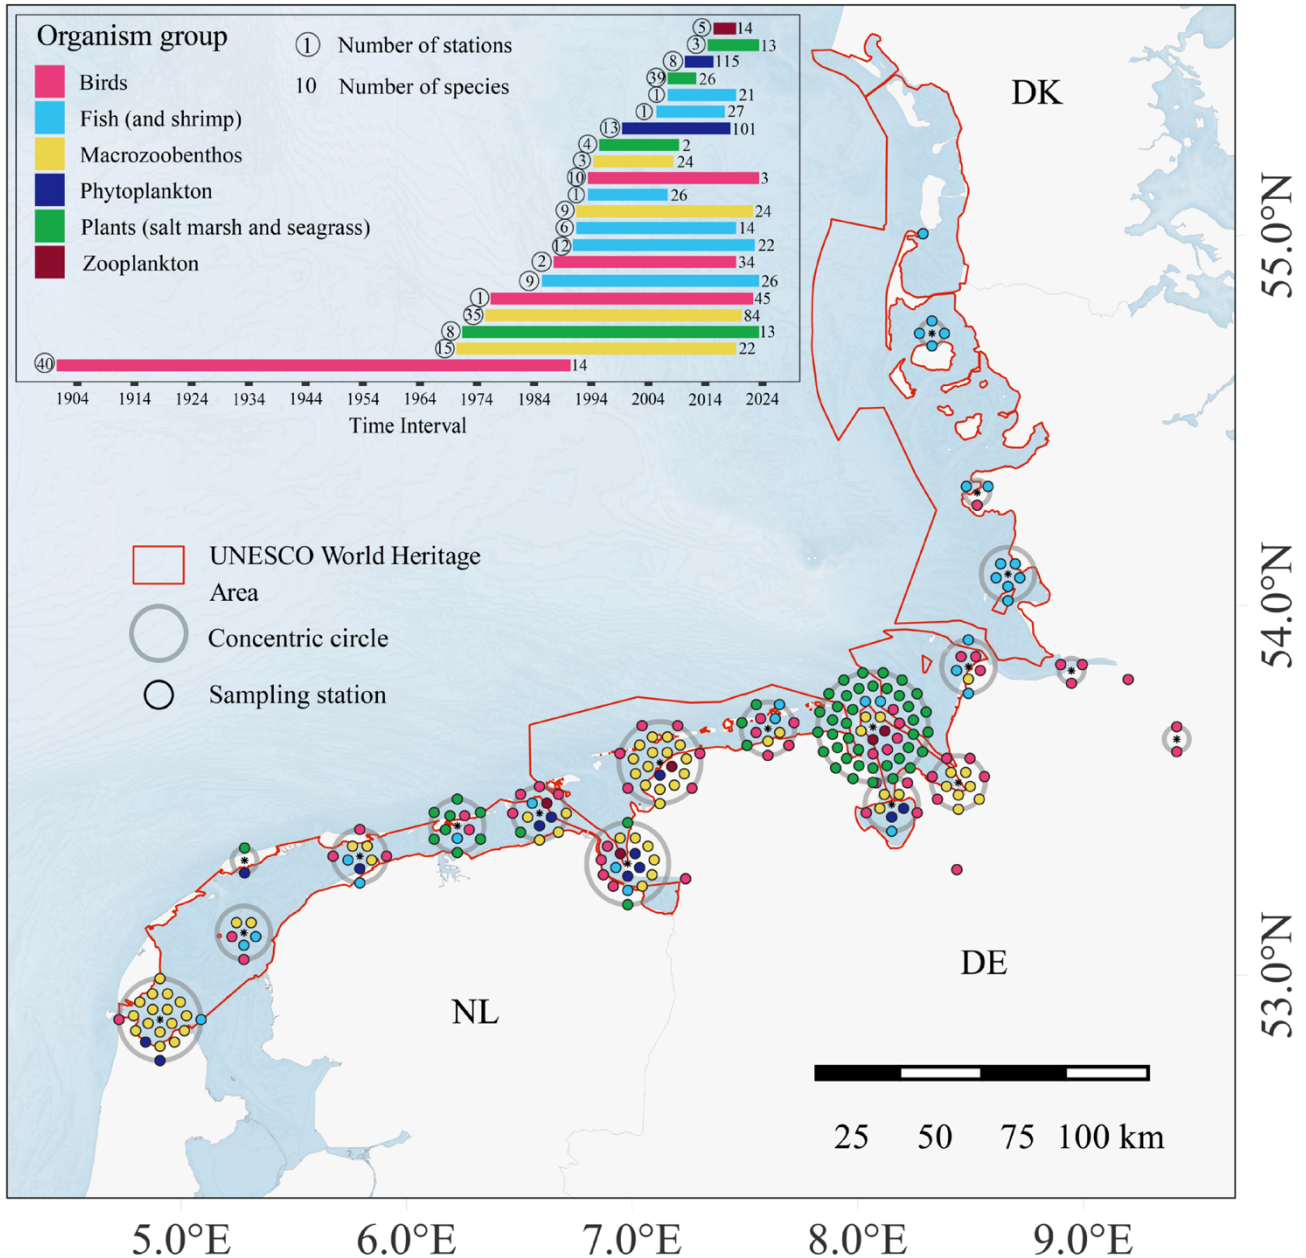 Organism group
Birds
Fish (and shrimp)
Macrozoobenthos
Phytoplankton
Plants (salt marsh and seagrass)
Zooplankton
1 Number of stations
10 Number of species
5 14
3 13
8 115
39 26
1 21
1 27
13 101
4 2
3 24
10 3
1 26
9 24
6 14
12 22
2 34
9 26
1 45
35 84
8 13
15 22
40 14
1904 1914 1924 1934 1944 1954 1964 1974 1984 1994 2004 2014 2024
Time Interval
UNESCO World Heritage
Area
Concentric circle
Sampling station
DK
DE
NL
55.0°N
54.0°N
53.0°N
25 50 75 100 km
5.0°E 6.0°E 7.0°E 8.0°E 9.0°E